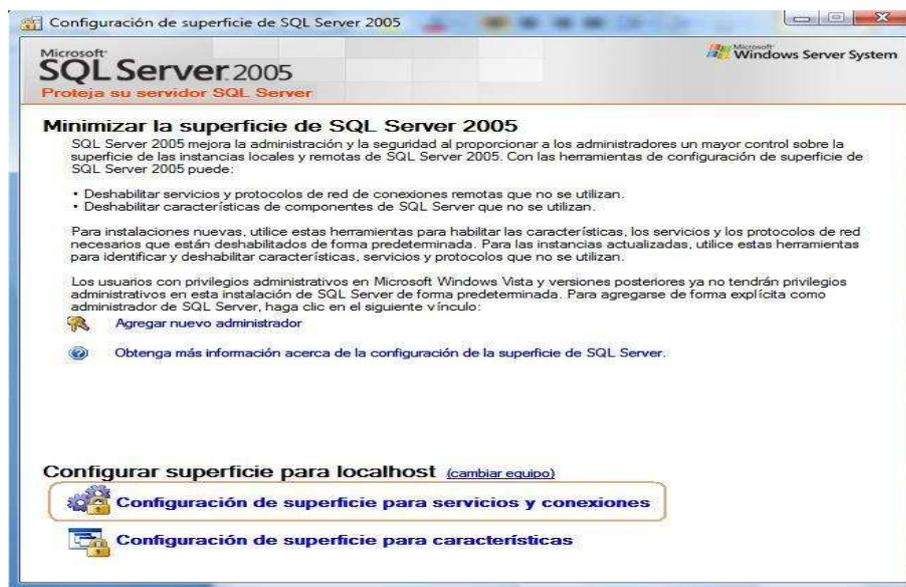 Configuración de superficie de SQL Server 2005
Microsoft
SQL Server 2005
Proteja su servidor SQL Server
Microsoft
Windows Server System
Minimizar la superficie de SQL Server 2005
SQL Server 2005 mejora la administración y la seguridad al proporcionar a los administradores un mayor control sobre la
superficie de las instancias locales y remotas de SQL Server 2005. Con las herramientas de configuración de superficie de
SQL Server 2005 puede:
• Deshabilitar servicios y protocolos de red de conexiones remotas que no se utilizan.
• Deshabilitar características de componentes de SQL Server que no se utilizan.
Para instalaciones nuevas, utilice estas herramientas para habilitar las características, los servicios y los protocolos de red
necesarios que están deshabilitados de forma predeterminada. Para las instancias actualizadas, utilice estas herramientas
para identificar y deshabilitar características, servicios y protocolos que no se utilizan.
Los usuarios con privilegios administrativos en Microsoft Windows Vista y versiones posteriores ya no tendrán privilegios
administrativos en esta instalación de SQL Server de forma predeterminada. Para agregarse de forma explícita como
administrador de SQL Server, haga clic en el siguiente vínculo:
Agregar nuevo administrador
Obtenga más información acerca de la configuración de la superficie de SQL Server.
Configurar superficie para localhost (cambiar equipo)
Configuración de superficie para servicios y conexiones
Configuración de superficie para características